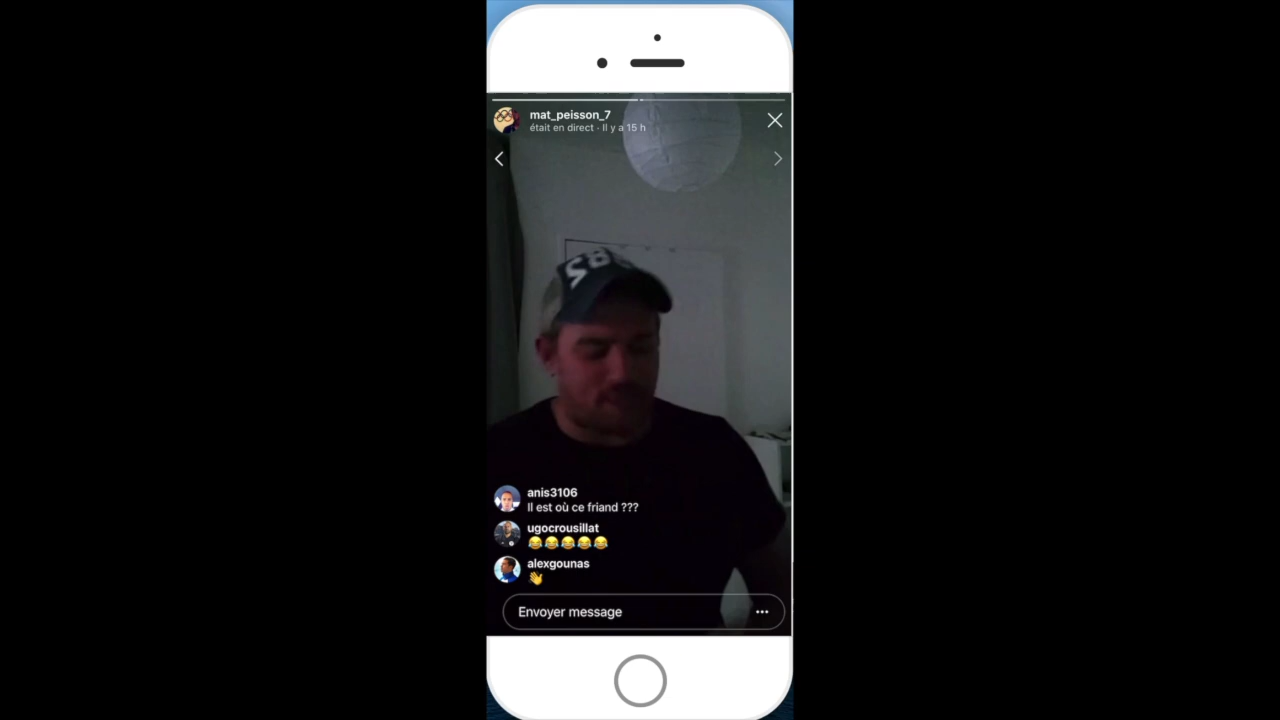 mat_peisson_7
était en direct · Il y a 15 h
anis3106
Il est où ce friand ???
ugocrousillat
😂😂😂😂😂
alexgounas
👋
Envoyer message